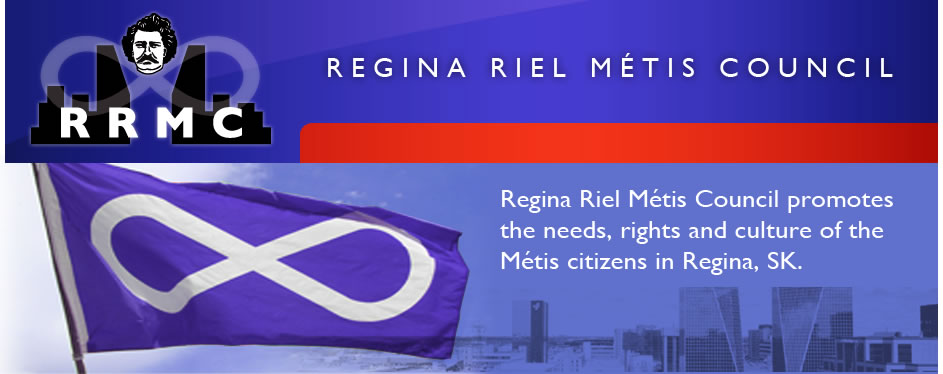 RRMC
REGINA RIEL MÉTIS COUNCIL
Regina Riel Métis Council promotes
the needs, rights and culture of the
Métis citizens in Regina, SK.